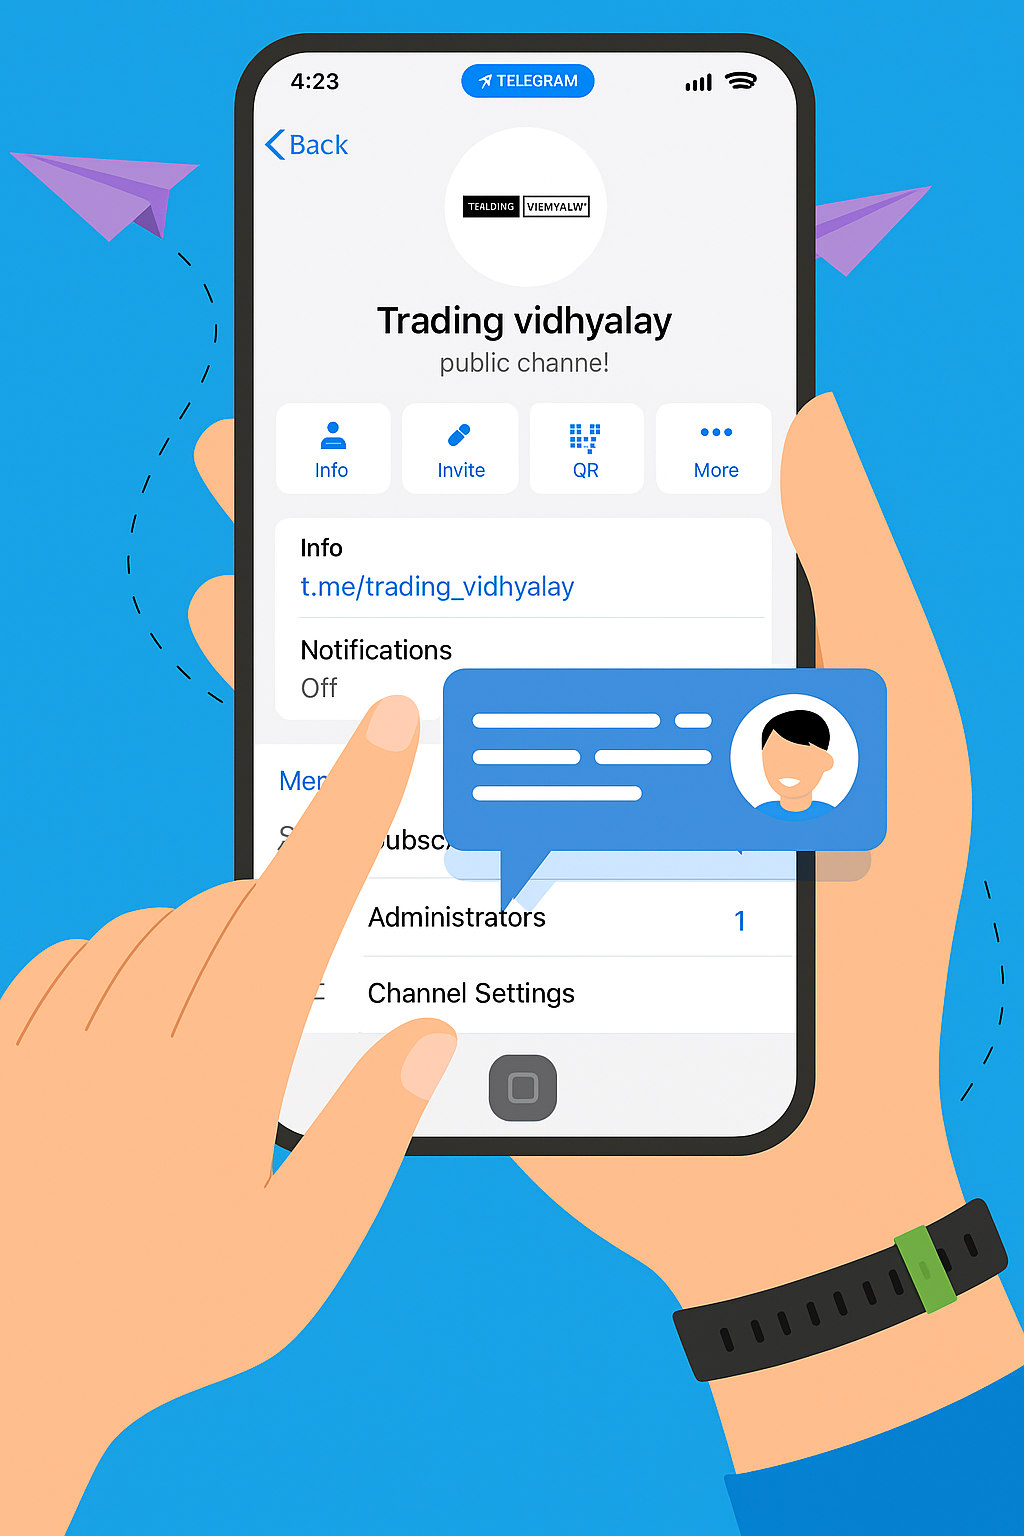 4:23
TELEGRAM
Back
TEALDING VIEMYALW'
Trading vidhyalay
public channe!
Info
Invite
QR
More
Info
t.me/trading_vidhyalay
Notifications
Off
Mer
S ubsc
Administrators 1
Channel Settings